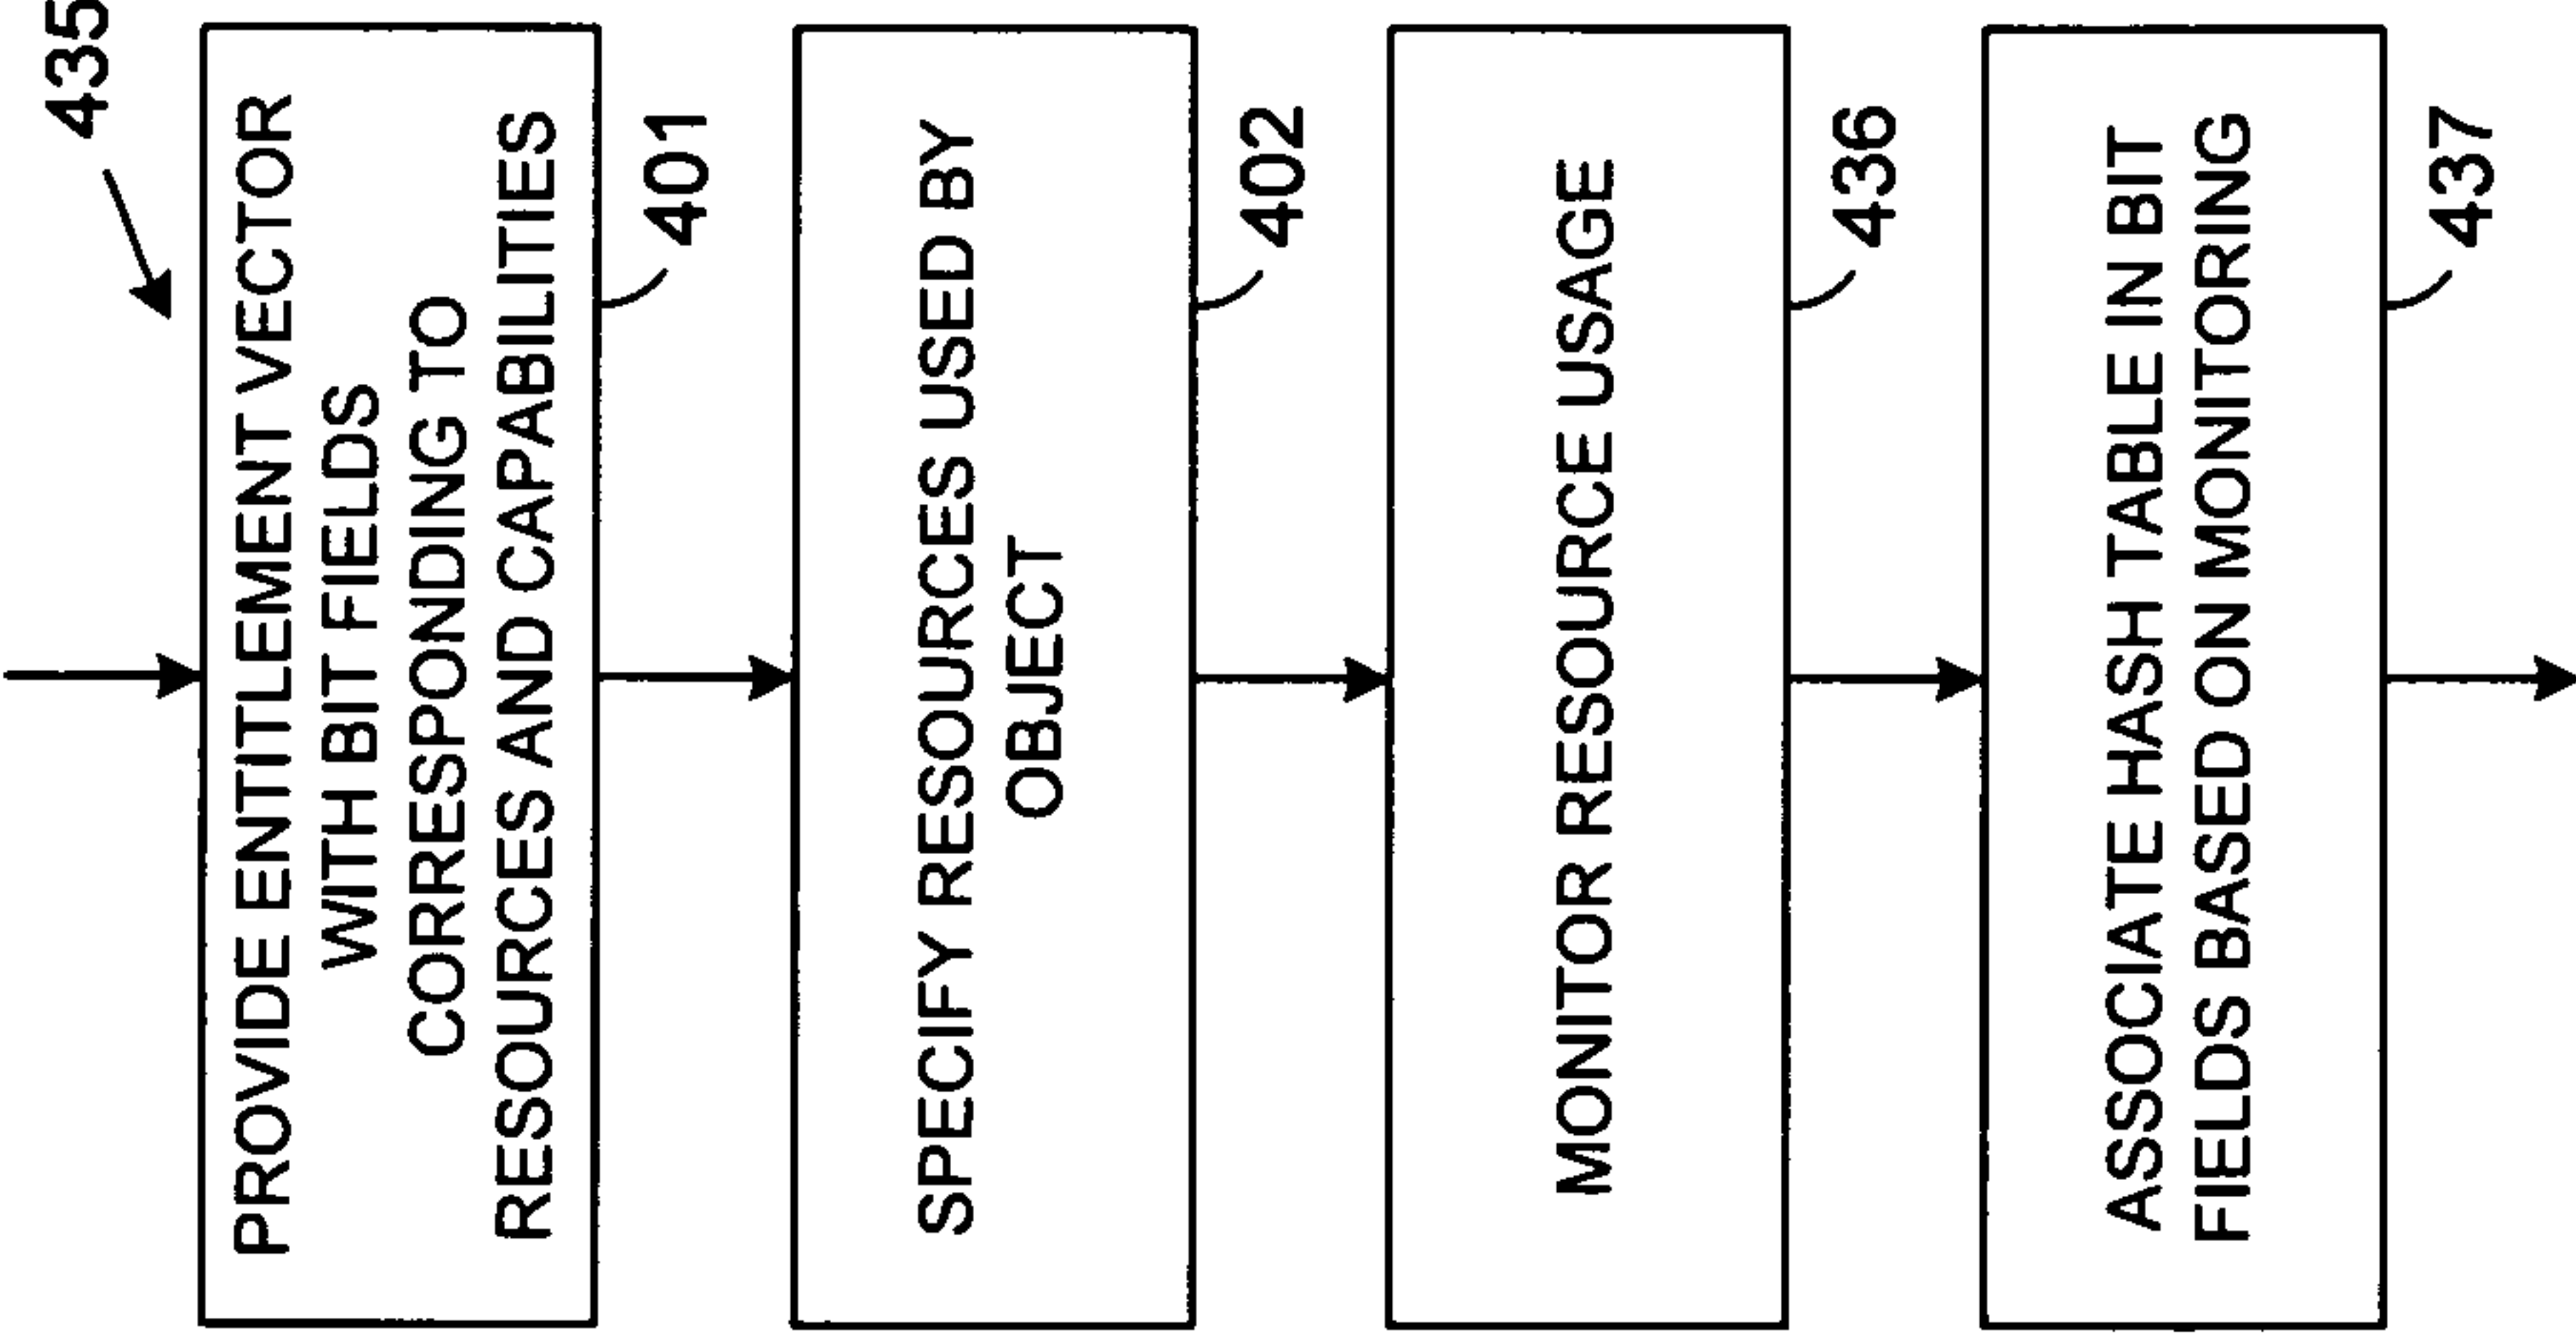 435
PROVIDE ENTITLEMENT VECTOR
WITH BIT FIELDS
CORRESPONDING TO
RESOURCES AND CAPABILITIES
401
SPECIFY RESOURCES USED BY
OBJECT
402
MONITOR RESOURCE USAGE
436
ASSOCIATE HASH TABLE IN BIT
FIELDS BASED ON MONITORING
437